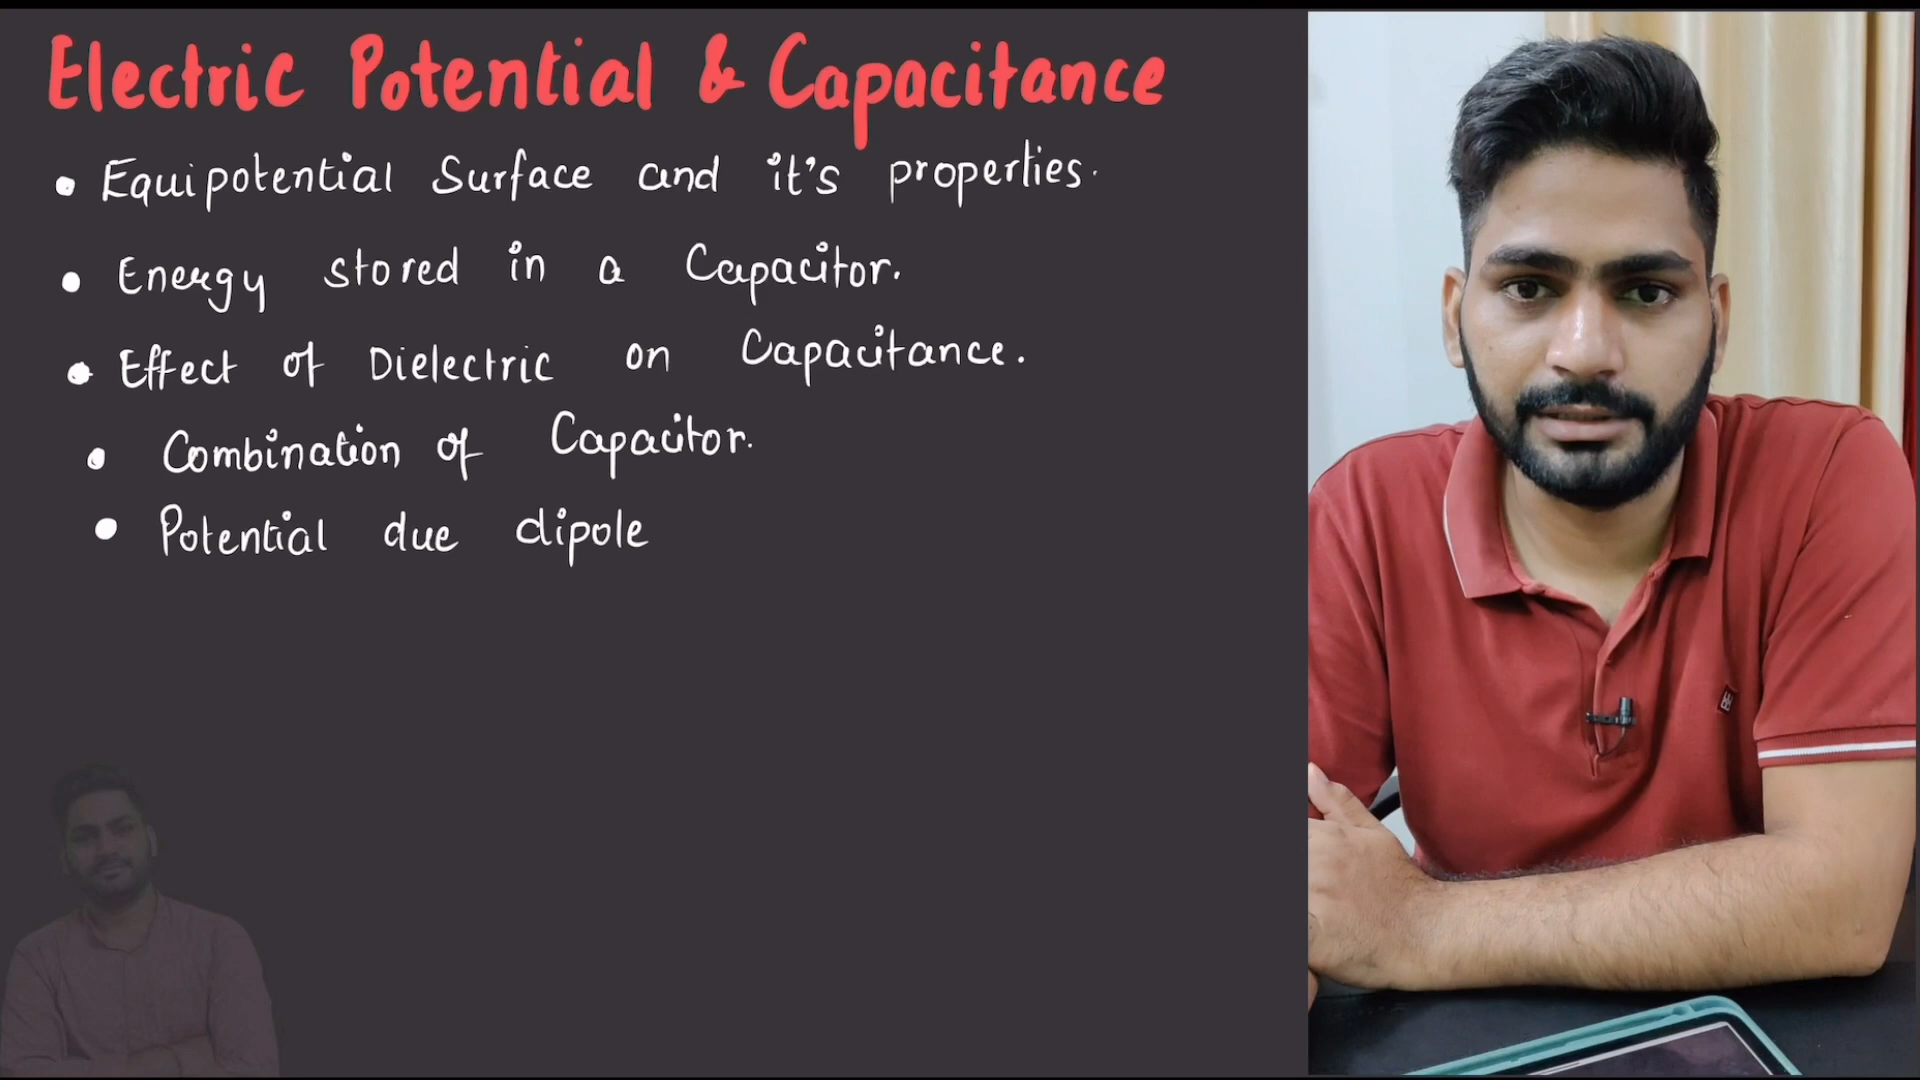 Electric Potential & Capacitance
• Equipotential Surface and it's properties.
• Energy stored in a Capacitor.
• Effect of Dielectric on Capacitance.
• Combination of Capacitor.
• Potential due dipole